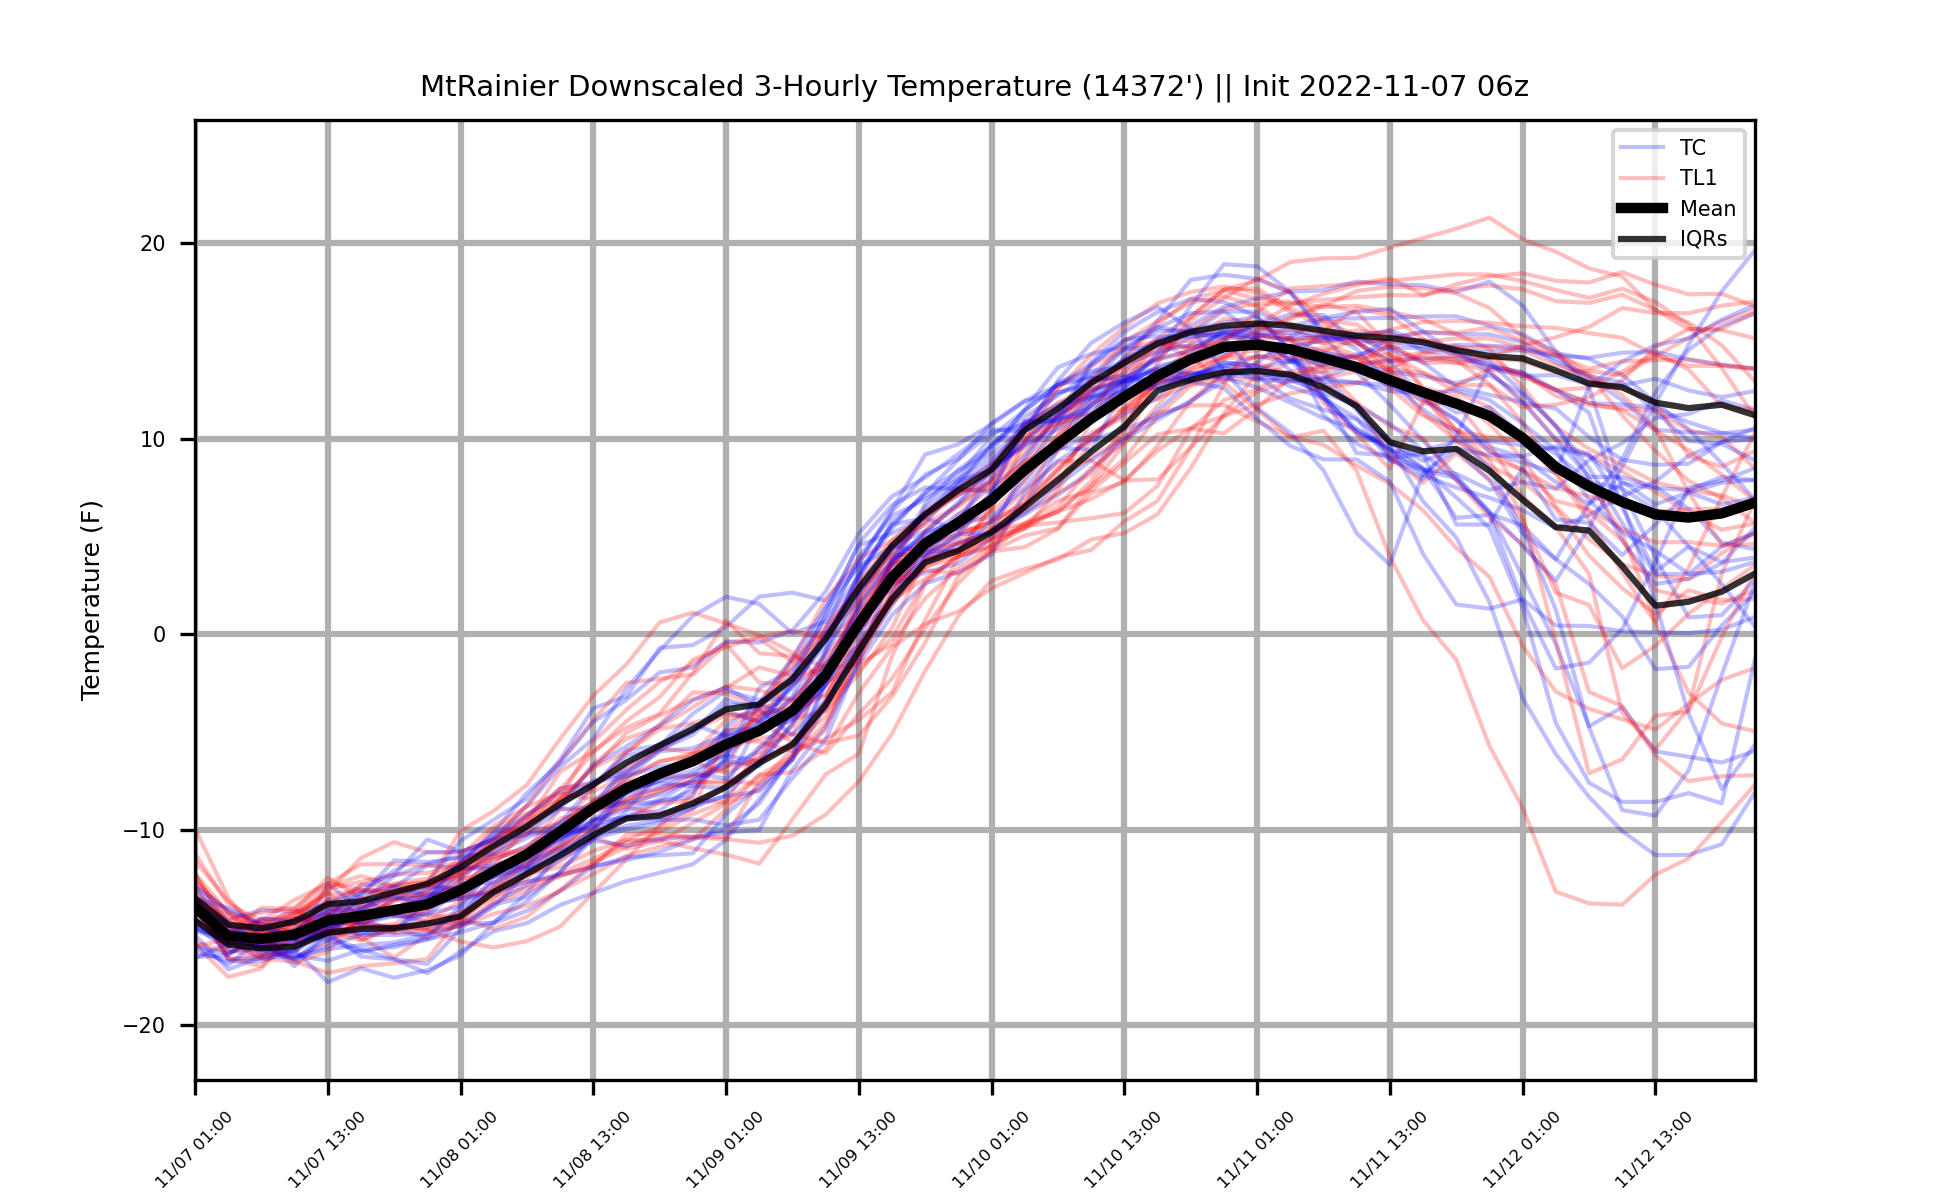 MtRainier Downscaled 3-Hourly Temperature (14372') || Init 2022-11-07 06z
TC
TL1
Mean
IQRs
Temperature (F)
20
10
0
−10
−20
11/07 01:00
11/07 13:00
11/08 01:00
11/08 13:00
11/09 01:00
11/09 13:00
11/10 01:00
11/10 13:00
11/11 01:00
11/11 13:00
11/12 01:00
11/12 13:00